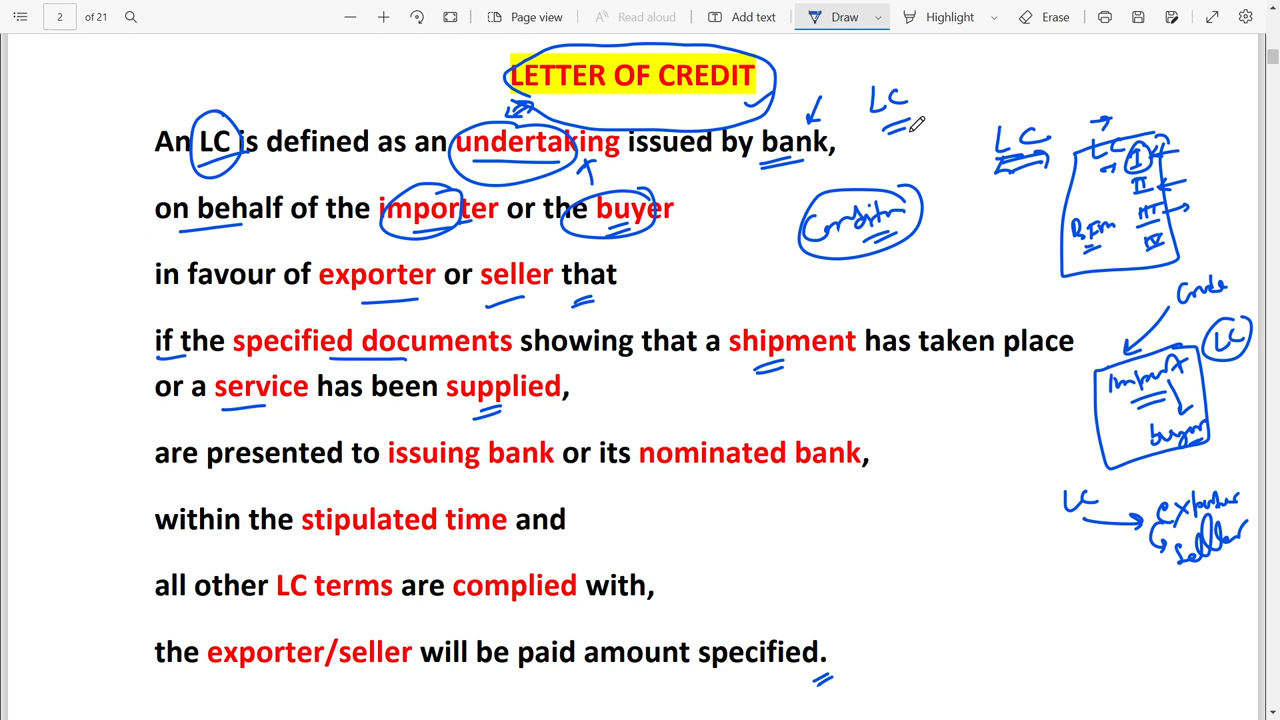 2 of 21 Page view Read aloud Add text Draw Highlight Erase
LETTER OF CREDIT
An LC is defined as an undertaking issued by bank,
on behalf of the importer or the buyer
in favour of exporter or seller that
if the specified documents showing that a shipment has taken place
or a service has been supplied,
are presented to issuing bank or its nominated bank,
within the stipulated time and
all other LC terms are complied with,
the exporter/seller will be paid amount specified.
LC
LC
LC
I
II
III
IV
LC
import
buyer
LC
exporter
seller